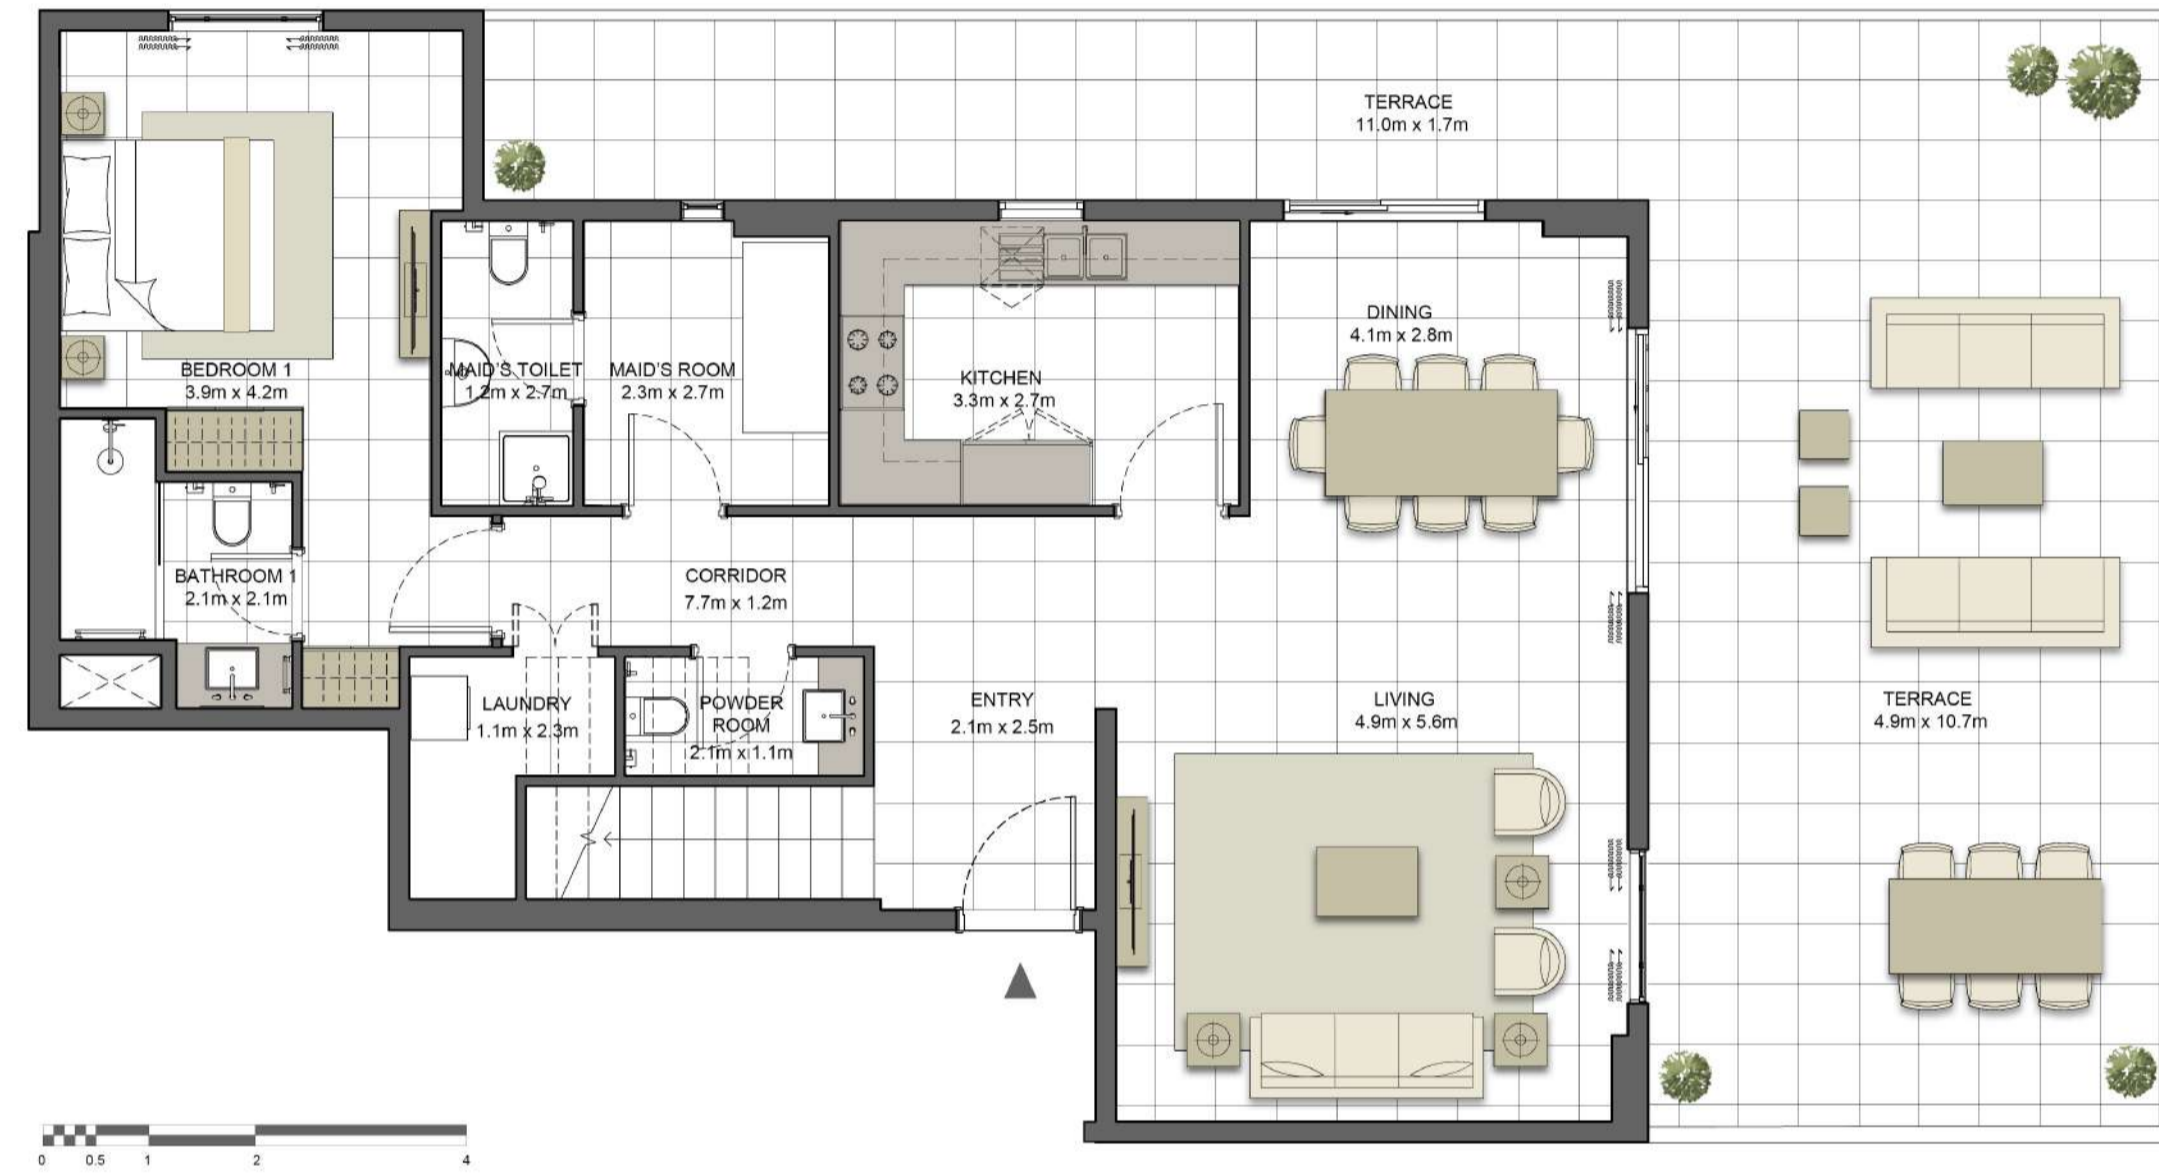 TERRACE
11.0m x 1.7m
DINING
4.1m x 2.8m
BEDROOM 1
3.9m x 4.2m
MAID'S TOILET
1.2m x 2.7m
MAID'S ROOM
2.3m x 2.7m
KITCHEN
3.3m x 2.7m
BATHROOM 1
2.1m x 2.1m
CORRIDOR
7.7m x 1.2m
LAUNDRY
1.1m x 2.3m
POWDER
ROOM
2.1m x 1.1m
ENTRY
2.1m x 2.5m
LIVING
4.9m x 5.6m
TERRACE
4.9m x 10.7m
0 0.5 1 2 4